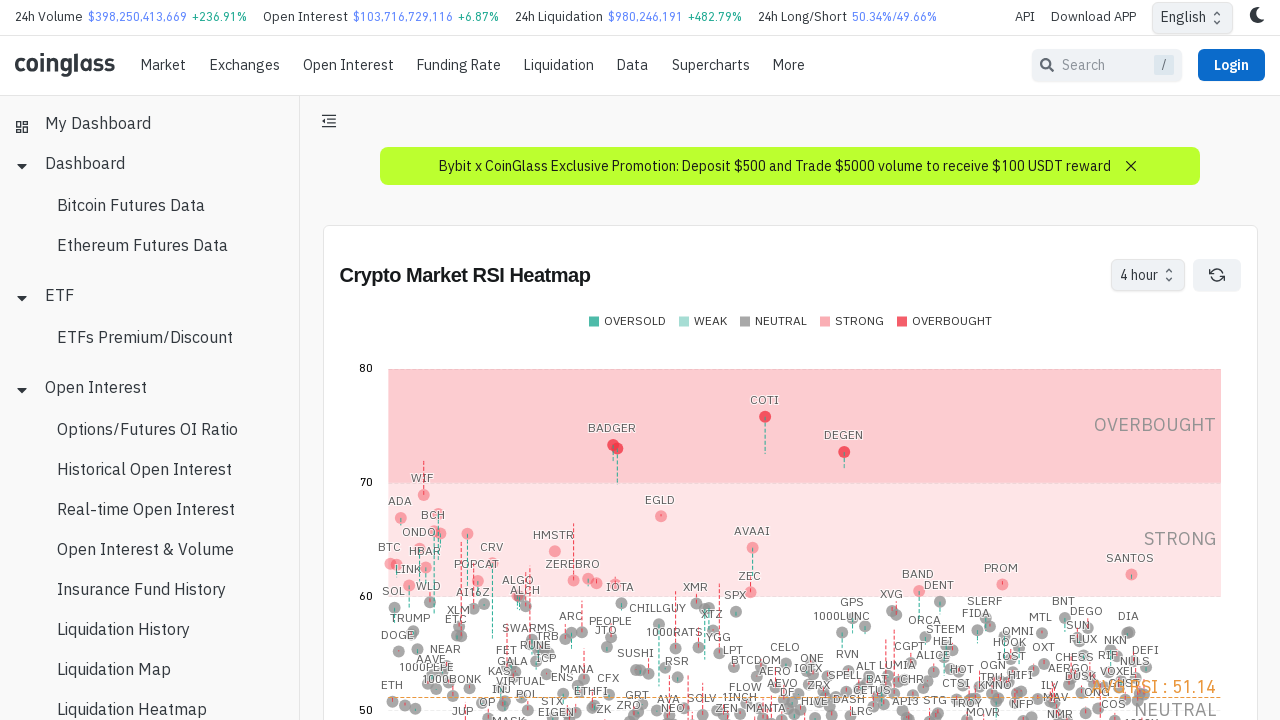 24h Volume $398,250,413,669 +236.91% Open Interest $103,716,729,116 +6.87% 24h Liquidation $980,246,191 +482.79% 24h Long/Short 50.34%/49.66% API Download APP English
coinglass Market Exchanges Open Interest Funding Rate Liquidation Data Supercharts More Search / Login
My Dashboard
Dashboard
Bitcoin Futures Data
Ethereum Futures Data
ETF
ETFs Premium/Discount
Open Interest
Options/Futures OI Ratio
Historical Open Interest
Real-time Open Interest
Open Interest & Volume
Insurance Fund History
Liquidation History
Liquidation Map
Liquidation Heatmap
Bybit x CoinGlass Exclusive Promotion: Deposit $500 and Trade $5000 volume to receive $100 USDT reward
Crypto Market RSI Heatmap 4 hour
OVERSOLD WEAK NEUTRAL STRONG OVERBOUGHT
80
COTI
OVERBOUGHT
BADGER
DEGEN
70
WIF
ADA
EGLD
BCH
ONDO
AVAAI
HMSTR
STRONG
BTC
HBAR
CRV
SANTOS
LINK
POPCAT
ZEREBRO
PROM
ZEC
BAND
WLD
ALGO
IOTA
XMR
DENT
SOL
AI16Z
ALCH
SPX
XVG
60
GPS
SLERF
BNT
XLM
CHILLGUY
DEGO
TRUMP
ETC
ARC
XTZ
1000LUNC
ORCA
FIDA
MTL
DIA
SWARMS
PEOPLE
JTO
1000RATS
STEEM
OMNI
SUN
DOGE
TRB
YGG
HEI
HOOK
FLUX
NKN
NEAR
FET
RUNE
SUSHI
LPT
CELO
RVN
CGPT
ALICE
IOST
OXT
DEFI
AAVE
GALA
ICP
RSR
BTCDOM
ONE
ALT
LUMIA
OGN
CHESS
NULS
1000PEPE
KAS
MANA
AERO
IOTX
HOT
AERGO
VOXEL
1000BONK
VIRTUAL
ENS
CFX
AEVO
SPELL
BAT
CHR
HIFI
ETH
FLOW
ZRX
CETUS
CTSI
KMNO
ILV
AVG RSI : 51.14
POL
ETHFI
GRT
AVA
1INCH
HIVE
DASH
API3
STG
TROY
NFP
COS
OP
STX
ZRO
NEO
ZEN
MANTA
LRC
NEUTRAL
50
JUP
ZK
MOVR
NMR